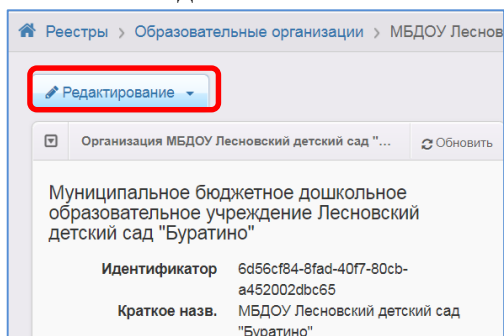 Реестры > Образовательные организации > МБДОУ Леснов
Редактирование
Организация МБДОУ Лесновский детский сад "... Обновить
Муниципальное бюджетное дошкольное
образовательное учреждение Лесновский
детский сад "Буратино"
Идентификатор 6d56cf84-8fad-40f7-80cb-
a452002dbc65
Краткое назв. МБДОУ Лесновский детский сад
"Буратино"